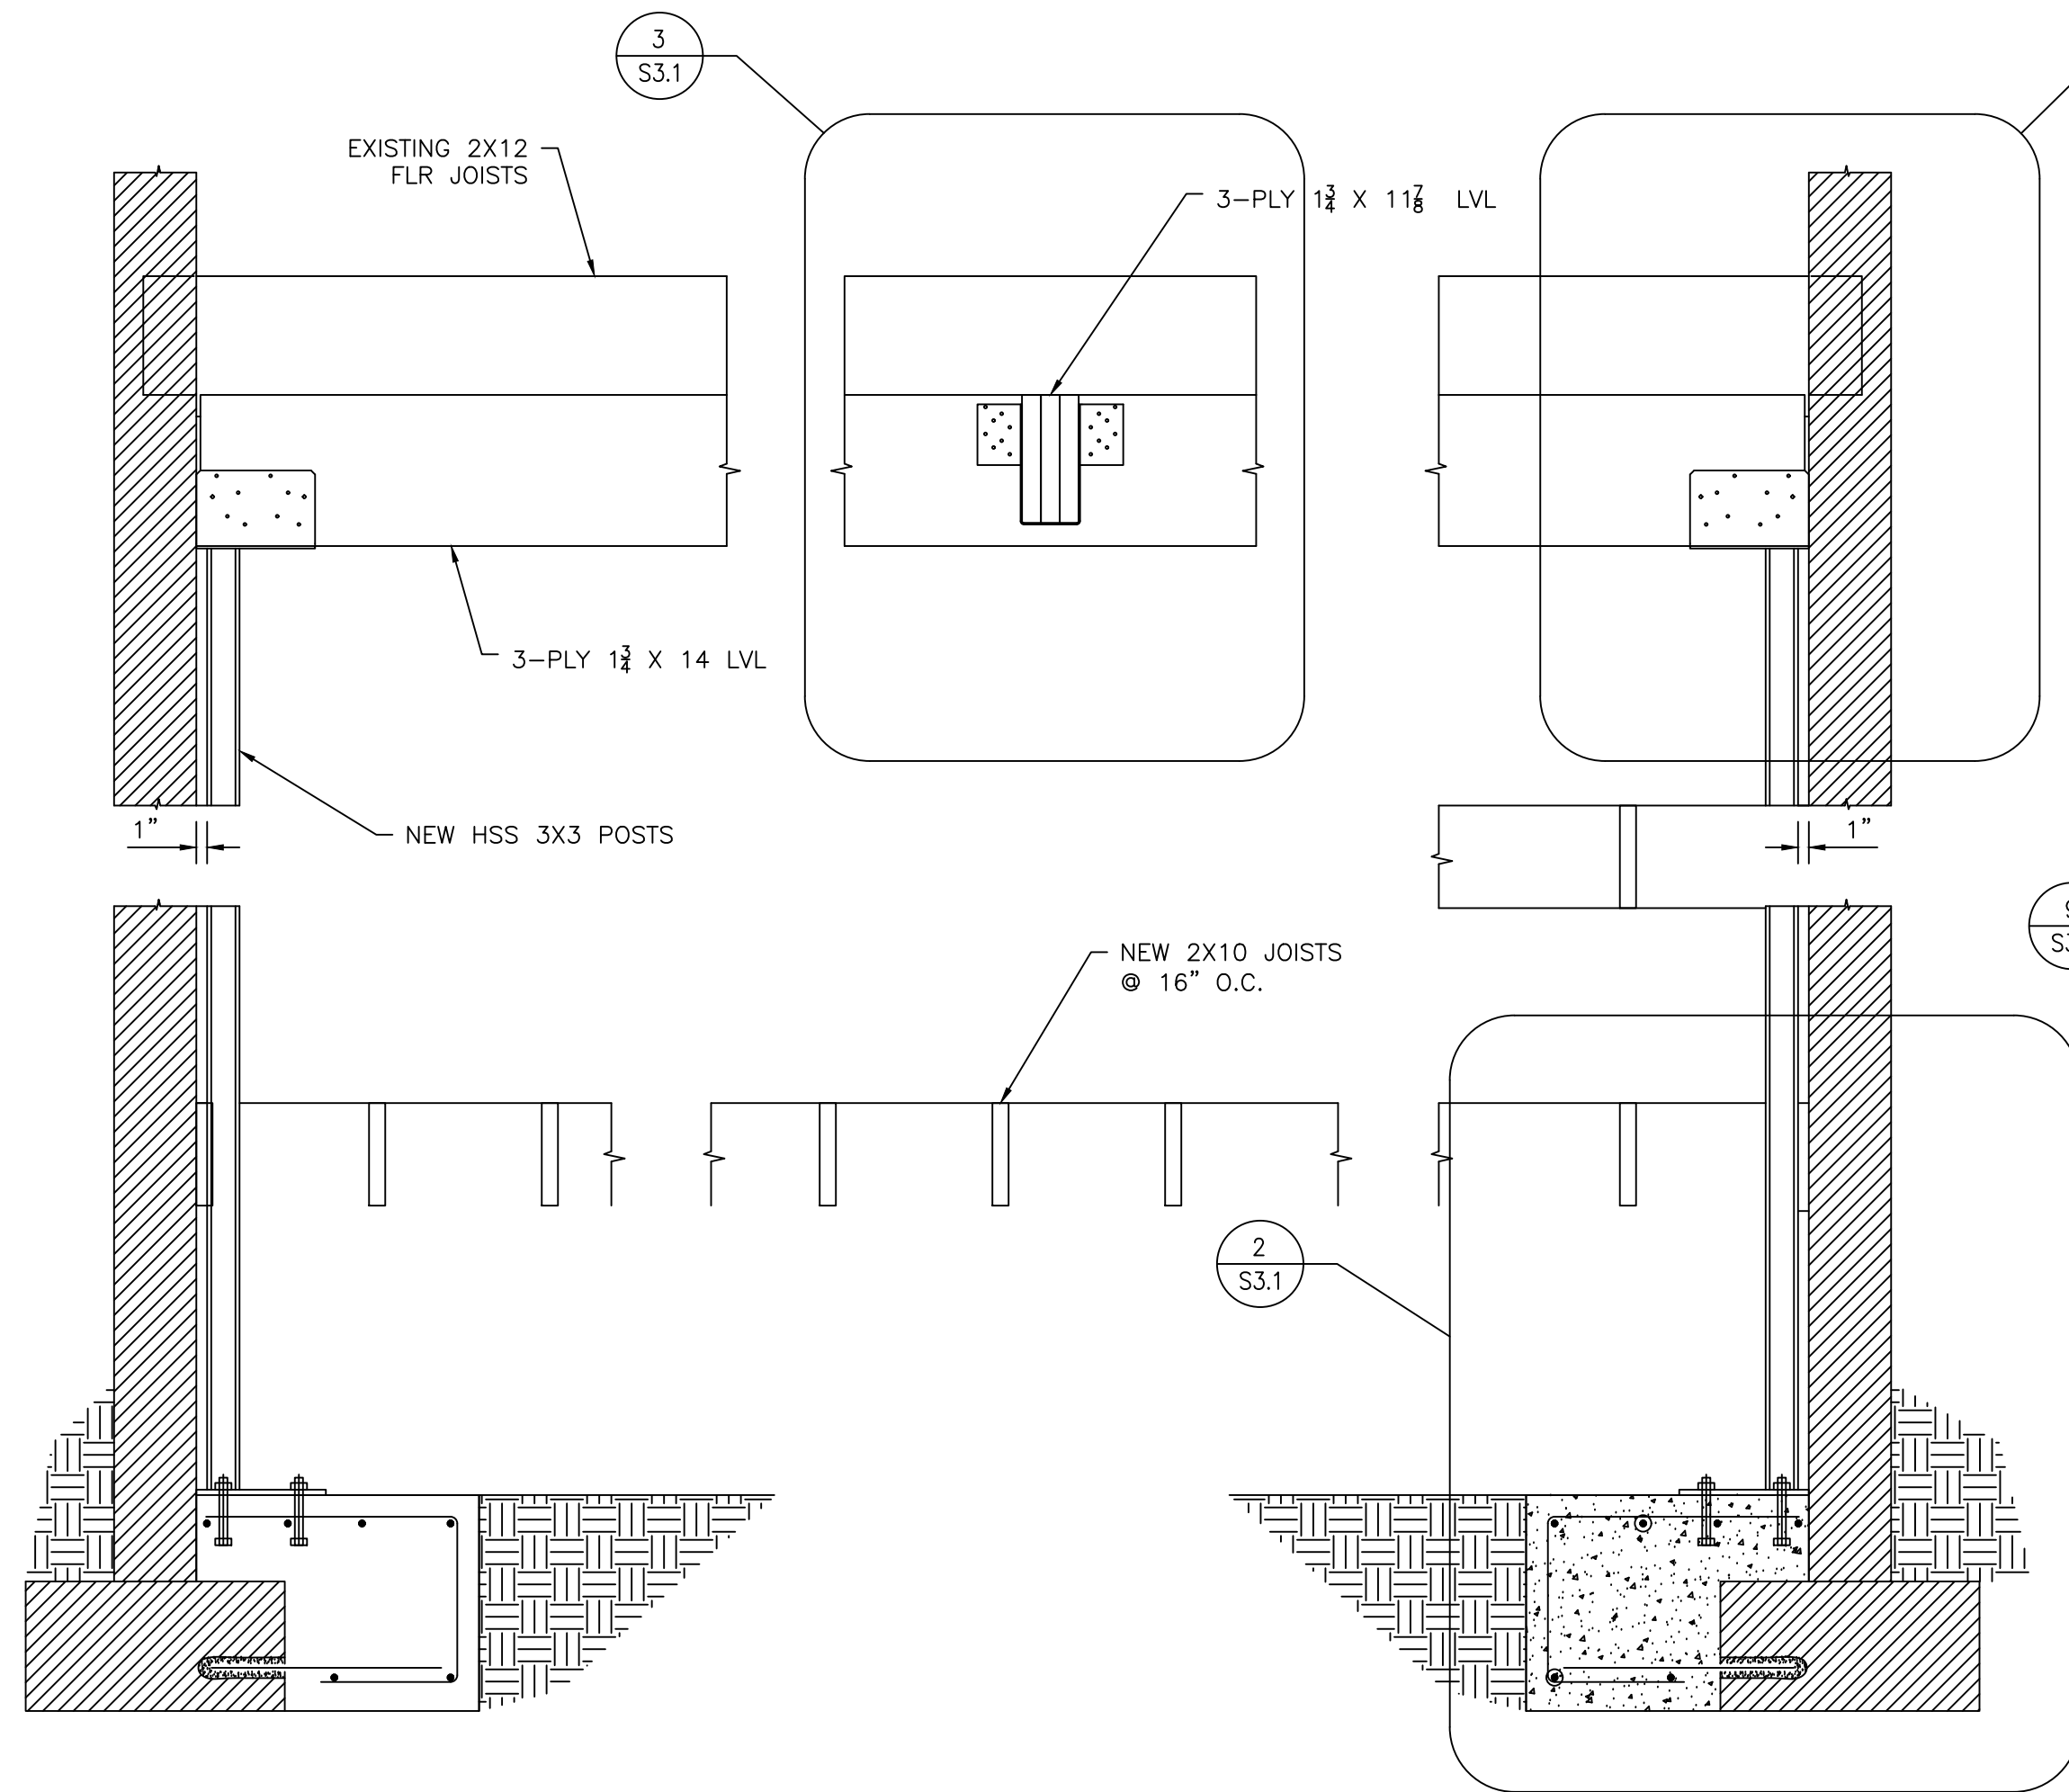 3
S3.1
EXISTING 2X12
FLR JOISTS
3-PLY 1¾ X 11⅞ LVL
3-PLY 1¾ X 14 LVL
1”
NEW HSS 3X3 POSTS
1”
NEW 2X10 JOISTS
@ 16” O.C.
2
S3.1